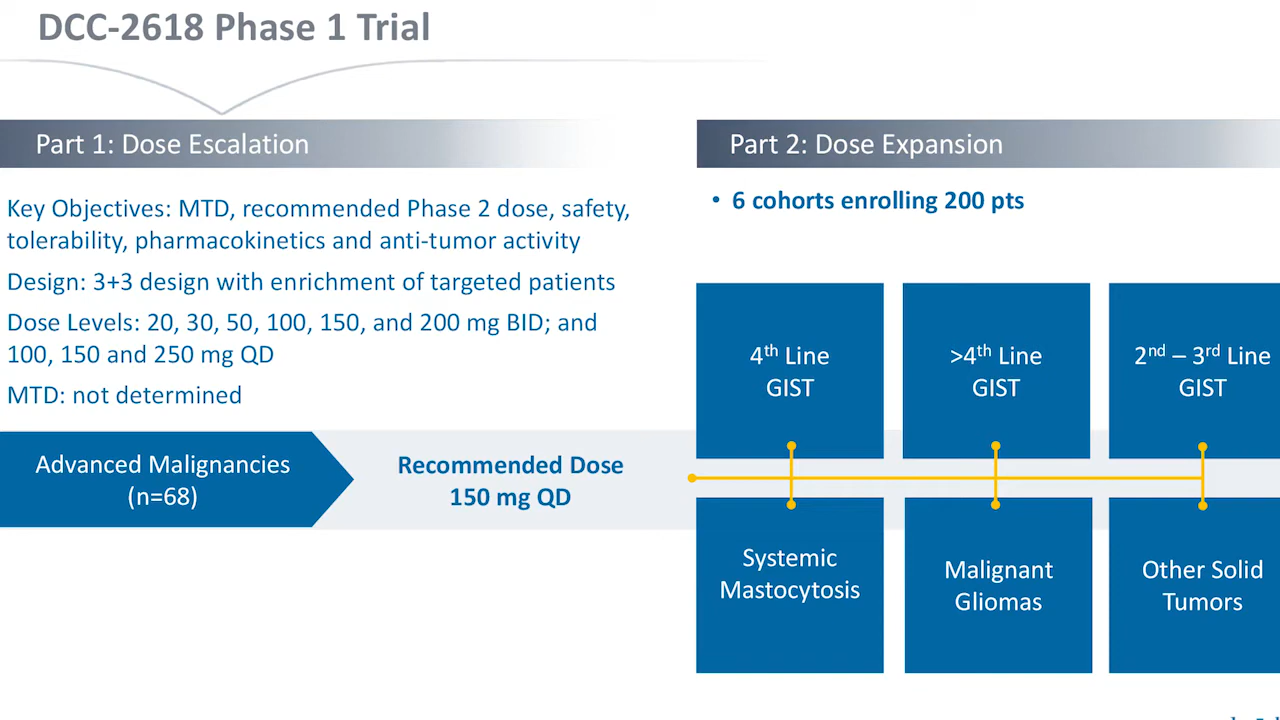 DCC-2618 Phase 1 Trial
Part 1: Dose Escalation
Key Objectives: MTD, recommended Phase 2 dose, safety,
tolerability, pharmacokinetics and anti-tumor activity
Design: 3+3 design with enrichment of targeted patients
Dose Levels: 20, 30, 50, 100, 150, and 200 mg BID; and
100, 150 and 250 mg QD
MTD: not determined
Advanced Malignancies
(n=68)
Recommended Dose
150 mg QD
Part 2: Dose Expansion
• 6 cohorts enrolling 200 pts
4th Line
GIST
>4th Line
GIST
2nd – 3rd Line
GIST
Systemic
Mastocytosis
Malignant
Gliomas
Other Solid
Tumors